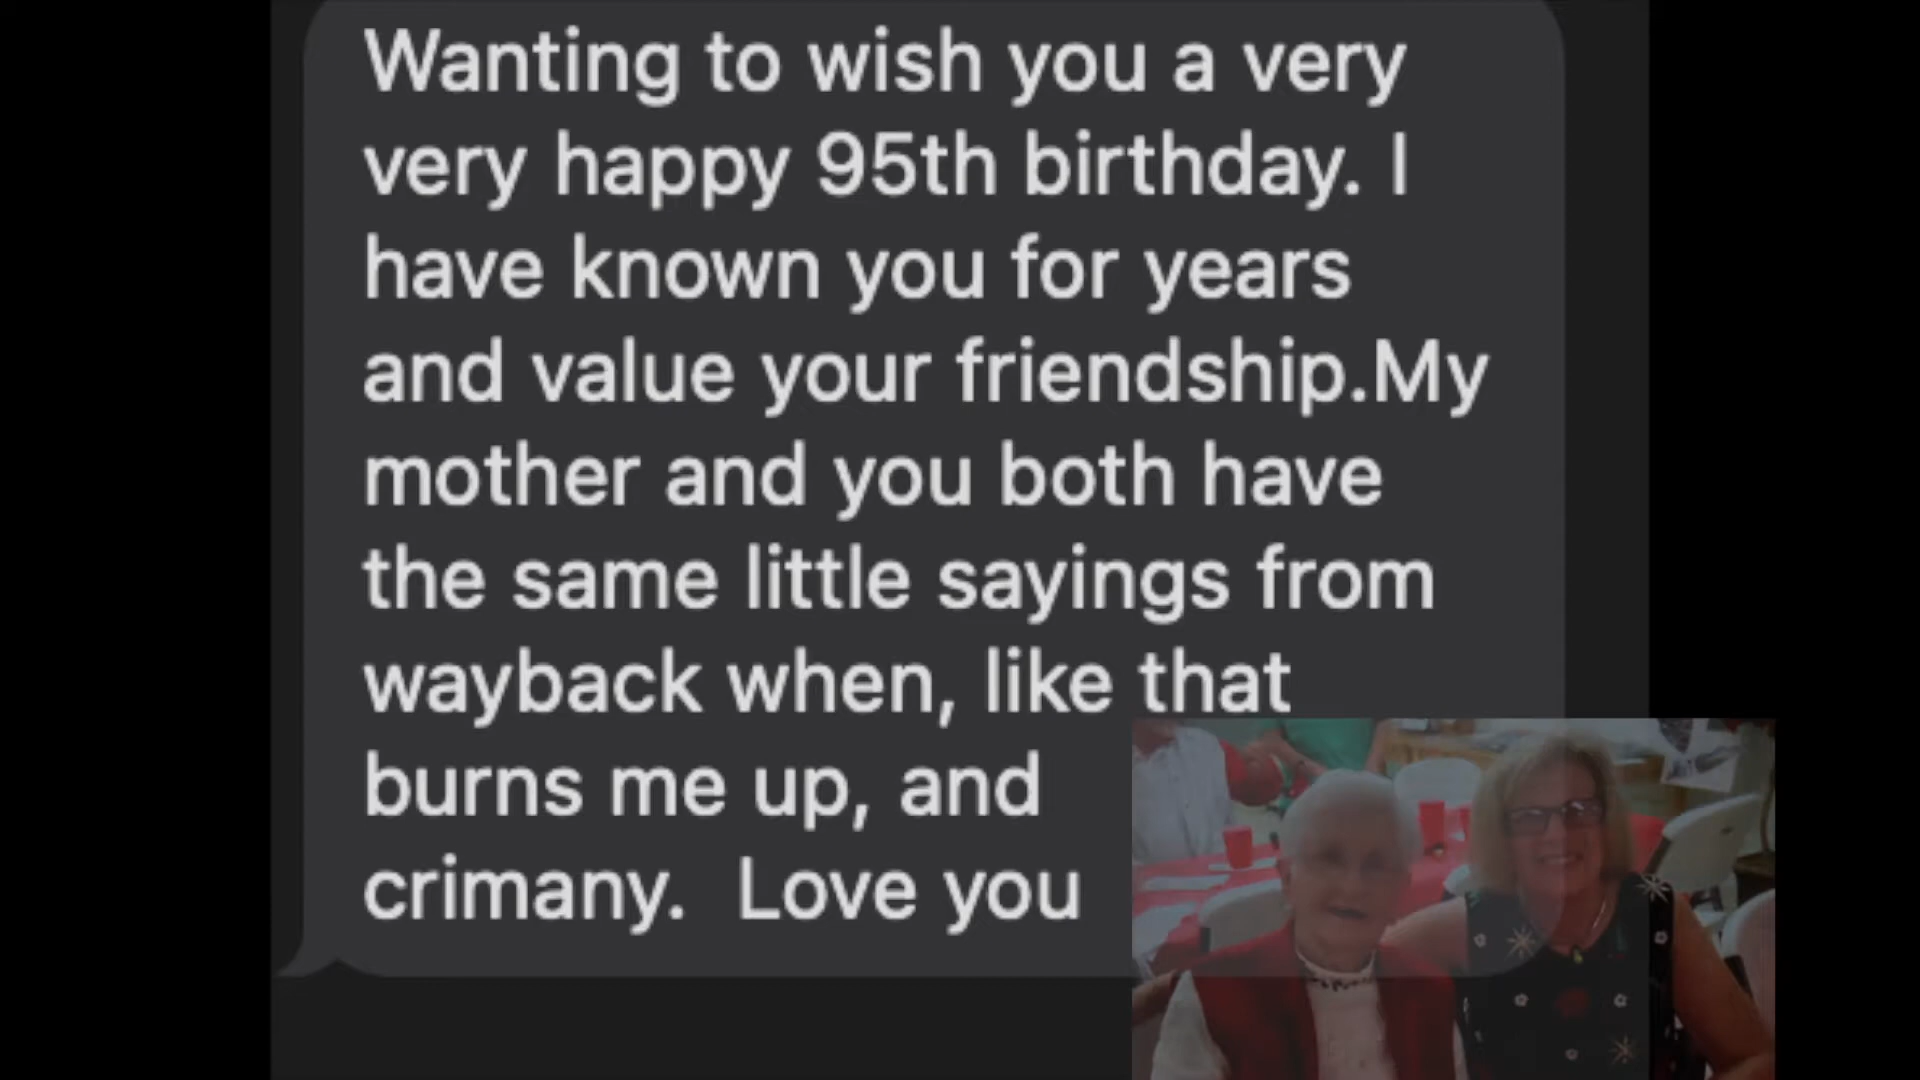 Wanting to wish you a very
very happy 95th birthday. I
have known you for years
and value your friendship.My
mother and you both have
the same little sayings from
wayback when, like that
burns me up, and
crimany.  Love you